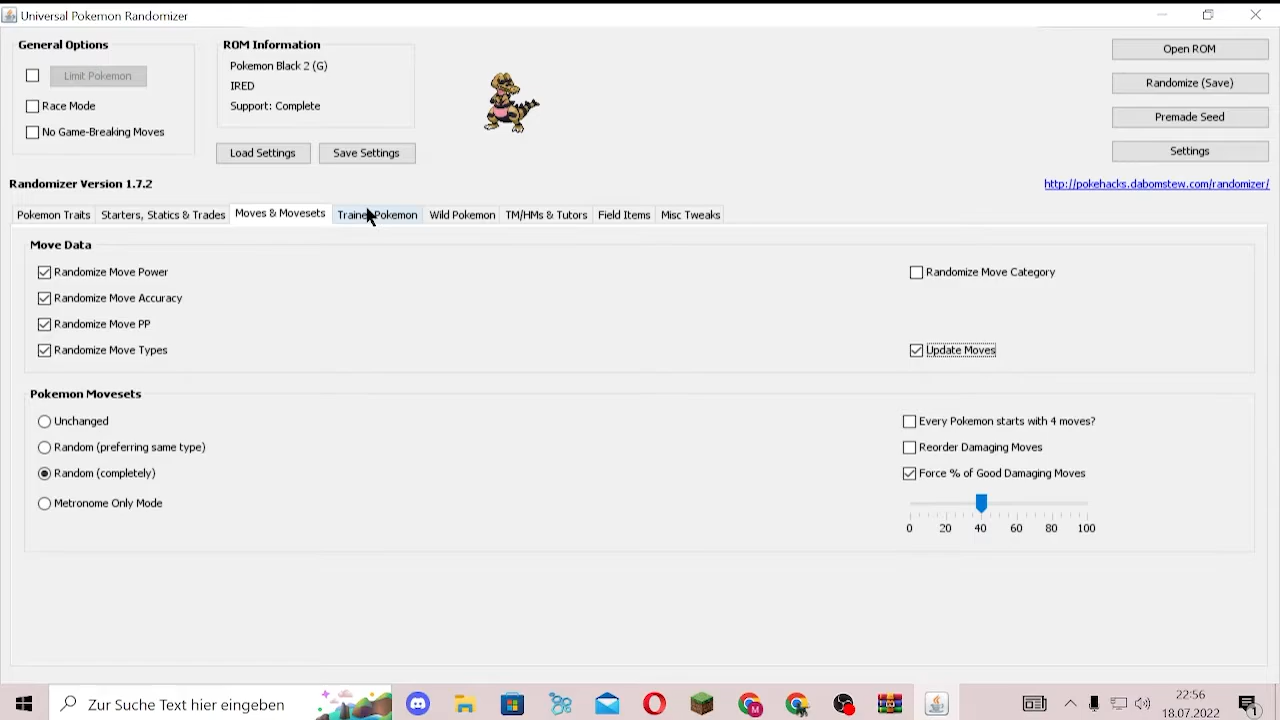 Universal Pokemon Randomizer
General Options
Limit Pokemon
Race Mode
No Game-Breaking Moves
ROM Information
Pokemon Black 2 (G)
IRED
Support: Complete
Load Settings
Save Settings
Open ROM
Randomize (Save)
Premade Seed
Settings
Randomizer Version 1.7.2
http://pokehacks.dabomstew.com/randomizer/
Pokemon Traits
Starters, Statics & Trades
Moves & Movesets
Trainer Pokemon
Wild Pokemon
TM/HMs & Tutors
Field Items
Misc Tweaks
Move Data
Randomize Move Power
Randomize Move Accuracy
Randomize Move PP
Randomize Move Types
Randomize Move Category
Update Moves
Pokemon Movesets
Unchanged
Random (preferring same type)
Random (completely)
Metronome Only Mode
Every Pokemon starts with 4 moves?
Reorder Damaging Moves
Force % of Good Damaging Moves
0 20 40 60 80 100
Zur Suche Text hier eingeben
M
22:56
18.07.2022
1